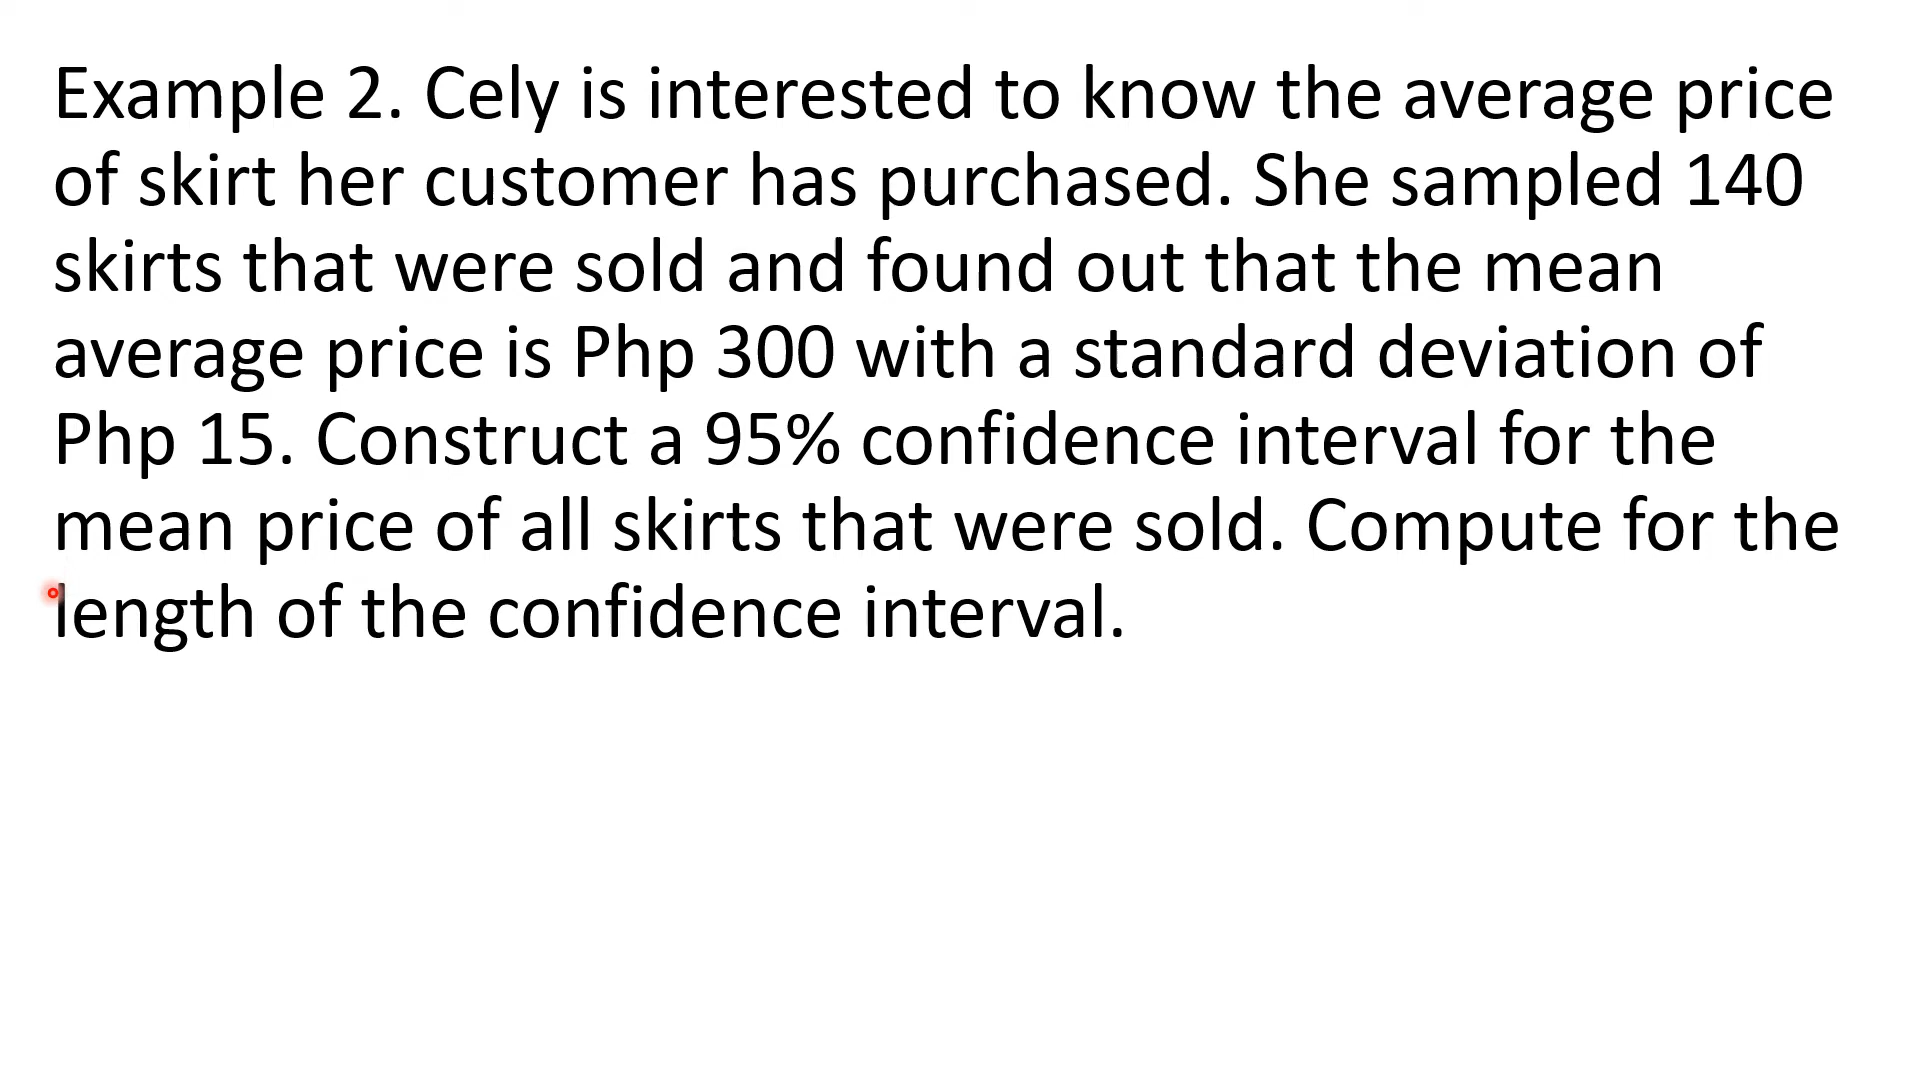 Example 2. Cely is interested to know the average price
of skirt her customer has purchased. She sampled 140
skirts that were sold and found out that the mean
average price is Php 300 with a standard deviation of
Php 15. Construct a 95% confidence interval for the
mean price of all skirts that were sold. Compute for the
length of the confidence interval.